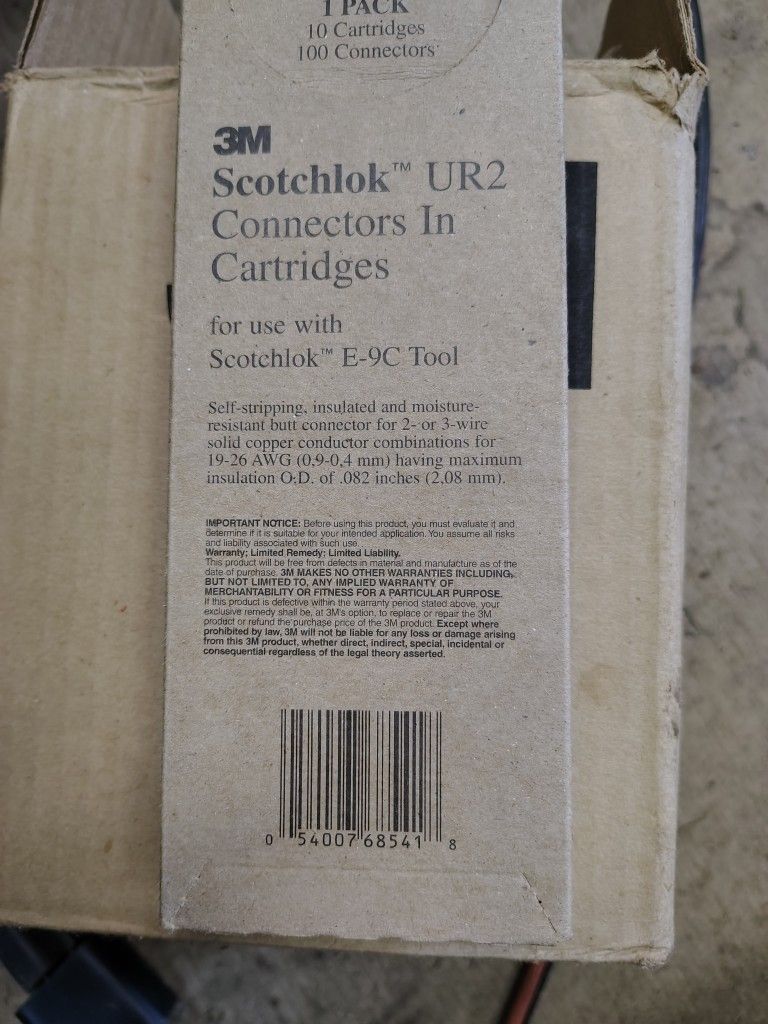 1 PACK
10 Cartridges
100 Connectors
3M
Scotchlok™ UR2
Connectors In
Cartridges
for use with
Scotchlok™ E-9C Tool
Self-stripping, insulated and moisture-
resistant butt connector for 2- or 3-wire
solid copper conductor combinations for
19-26 AWG (0,9-0,4 mm) having maximum
insulation O.D. of .082 inches (2.08 mm).
IMPORTANT NOTICE: Before using this product, you must evaluate it and
determine if it is suitable for your intended application. You assume all risks
and liability associated with such use.
Warranty; Limited Remedy; Limited Liability.
This product will be free from defects in material and manufacture as of the
date of purchase. 3M MAKES NO OTHER WARRANTIES INCLUDING,
BUT NOT LIMITED TO, ANY IMPLIED WARRANTY OF
MERCHANTABILITY OR FITNESS FOR A PARTICULAR PURPOSE.
If this product is defective within the warranty period stated above, your
exclusive remedy shall be, at 3M's option, to replace or repair the 3M
product or refund the purchase price of the 3M product. Except where
prohibited by law, 3M will not be liable for any loss or damage arising
from this 3M product, whether direct, indirect, special, incidental or
consequential regardless of the legal theory asserted.
0 54007 68541 8